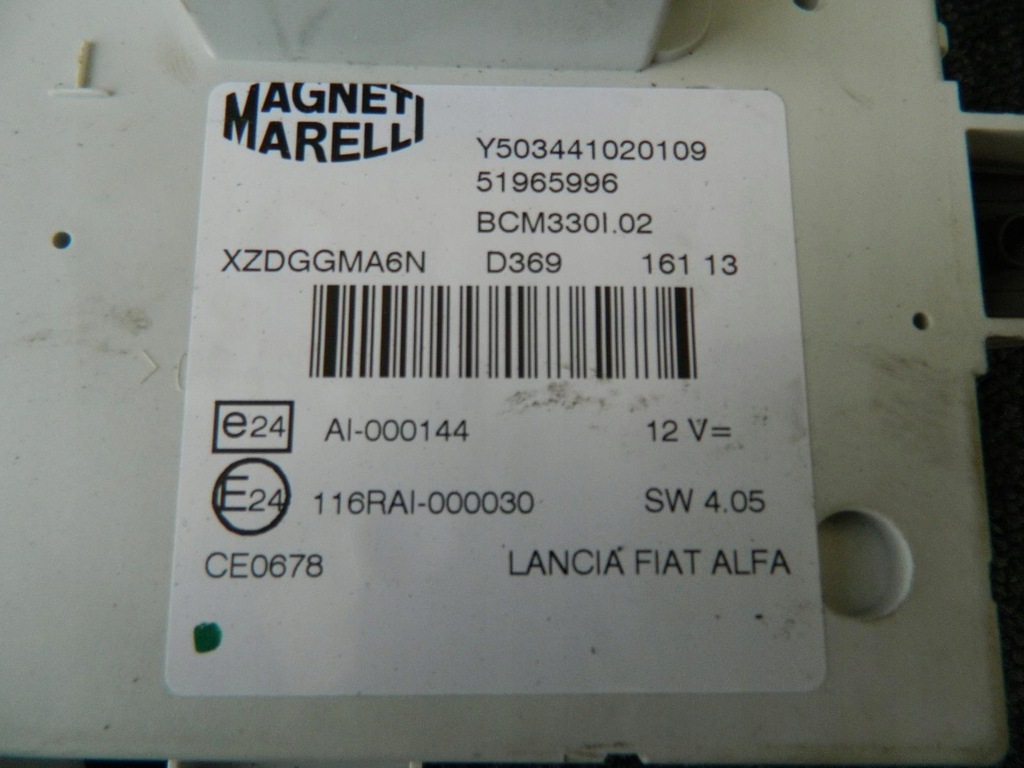 MAGNETI
MARELLI
Y503441020109
51965996
BCM330I.02
XZDGGMA6N D369 161 13
e24 AI-000144 12 V=
E24 116RAI-000030 SW 4.05
CE0678 LANCIA FIAT ALFA